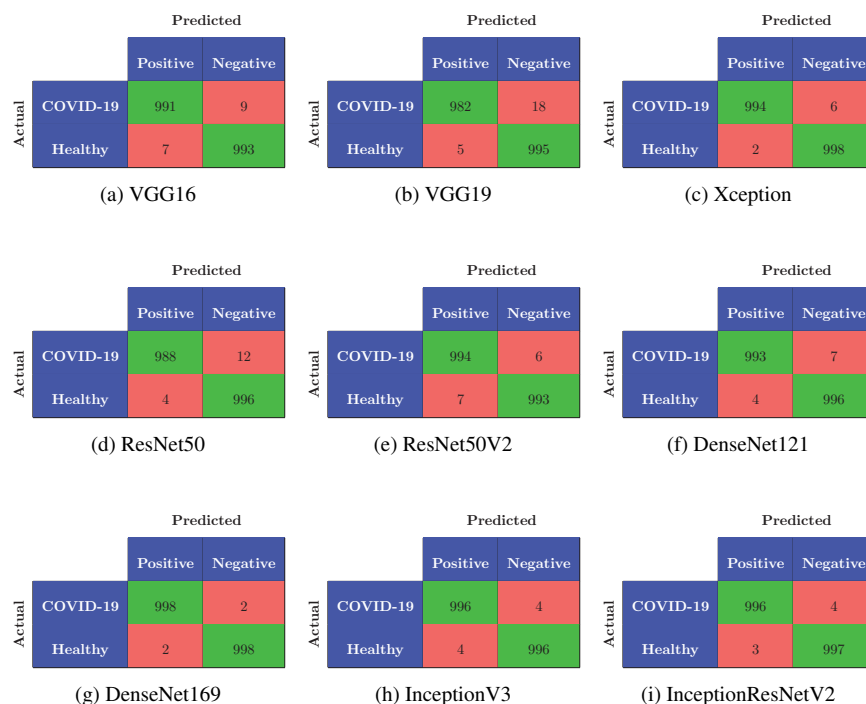 Predicted Predicted Predicted
Positive Negative Positive Negative Positive Negative
Actual COVID-19 991 9 Actual COVID-19 982 18 Actual COVID-19 994 6
Healthy 7 993 Healthy 5 995 Healthy 2 998
(a) VGG16 (b) VGG19 (c) Xception
Predicted Predicted Predicted
Positive Negative Positive Negative Positive Negative
Actual COVID-19 988 12 Actual COVID-19 994 6 Actual COVID-19 993 7
Healthy 4 996 Healthy 7 993 Healthy 4 996
(d) ResNet50 (e) ResNet50V2 (f) DenseNet121
Predicted Predicted Predicted
Positive Negative Positive Negative Positive Negative
Actual COVID-19 998 2 Actual COVID-19 996 4 Actual COVID-19 996 4
Healthy 2 998 Healthy 4 996 Healthy 3 997
(g) DenseNet169 (h) InceptionV3 (i) InceptionResNetV2